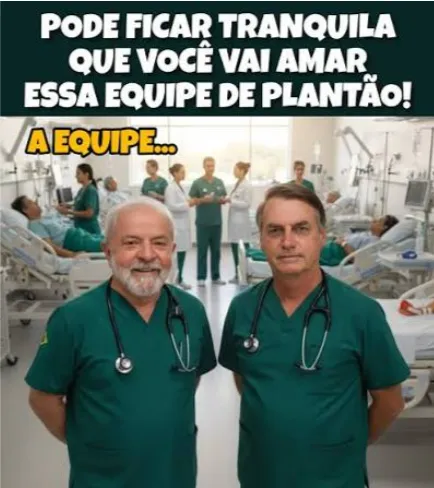 PODE FICAR TRANQUILA
QUE VOCÊ VAI AMAR
ESSA EQUIPE DE PLANTÃO!
A EQUIPE...